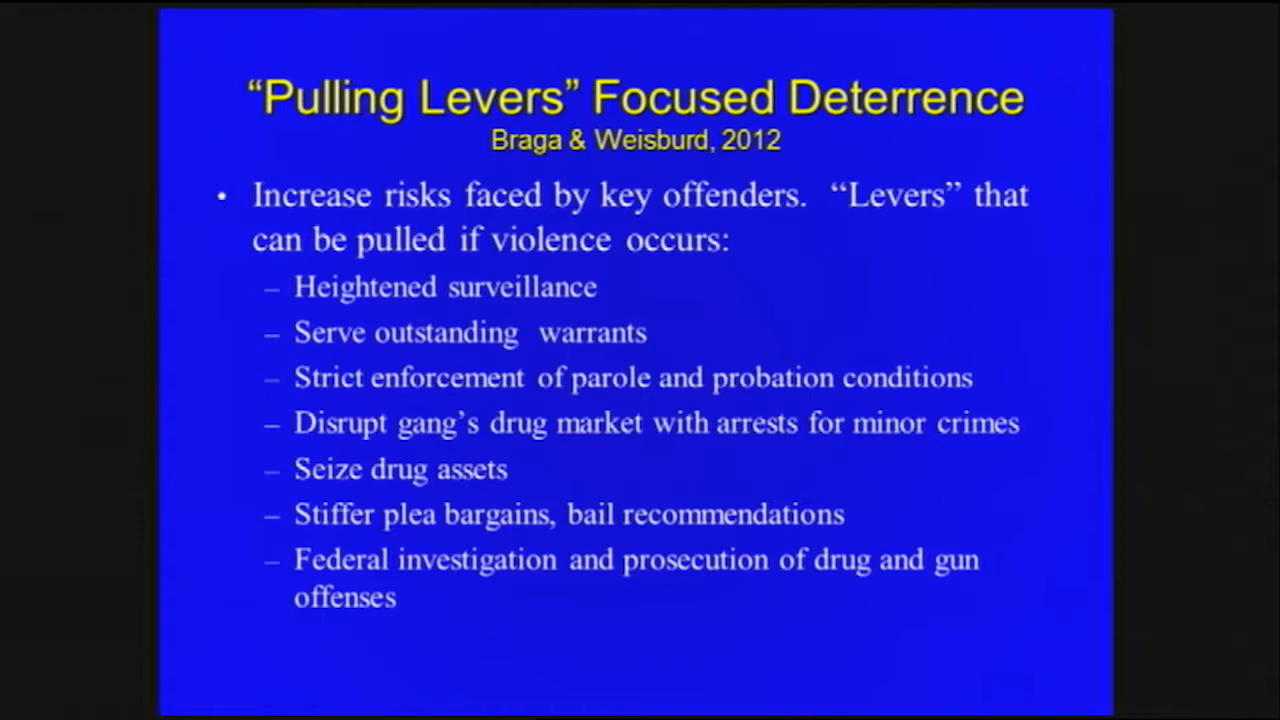 “Pulling Levers” Focused Deterrence
Braga & Weisburd, 2012
• Increase risks faced by key offenders. “Levers” that
can be pulled if violence occurs:
– Heightened surveillance
– Serve outstanding warrants
– Strict enforcement of parole and probation conditions
– Disrupt gang’s drug market with arrests for minor crimes
– Seize drug assets
– Stiffer plea bargains, bail recommendations
– Federal investigation and prosecution of drug and gun
offenses